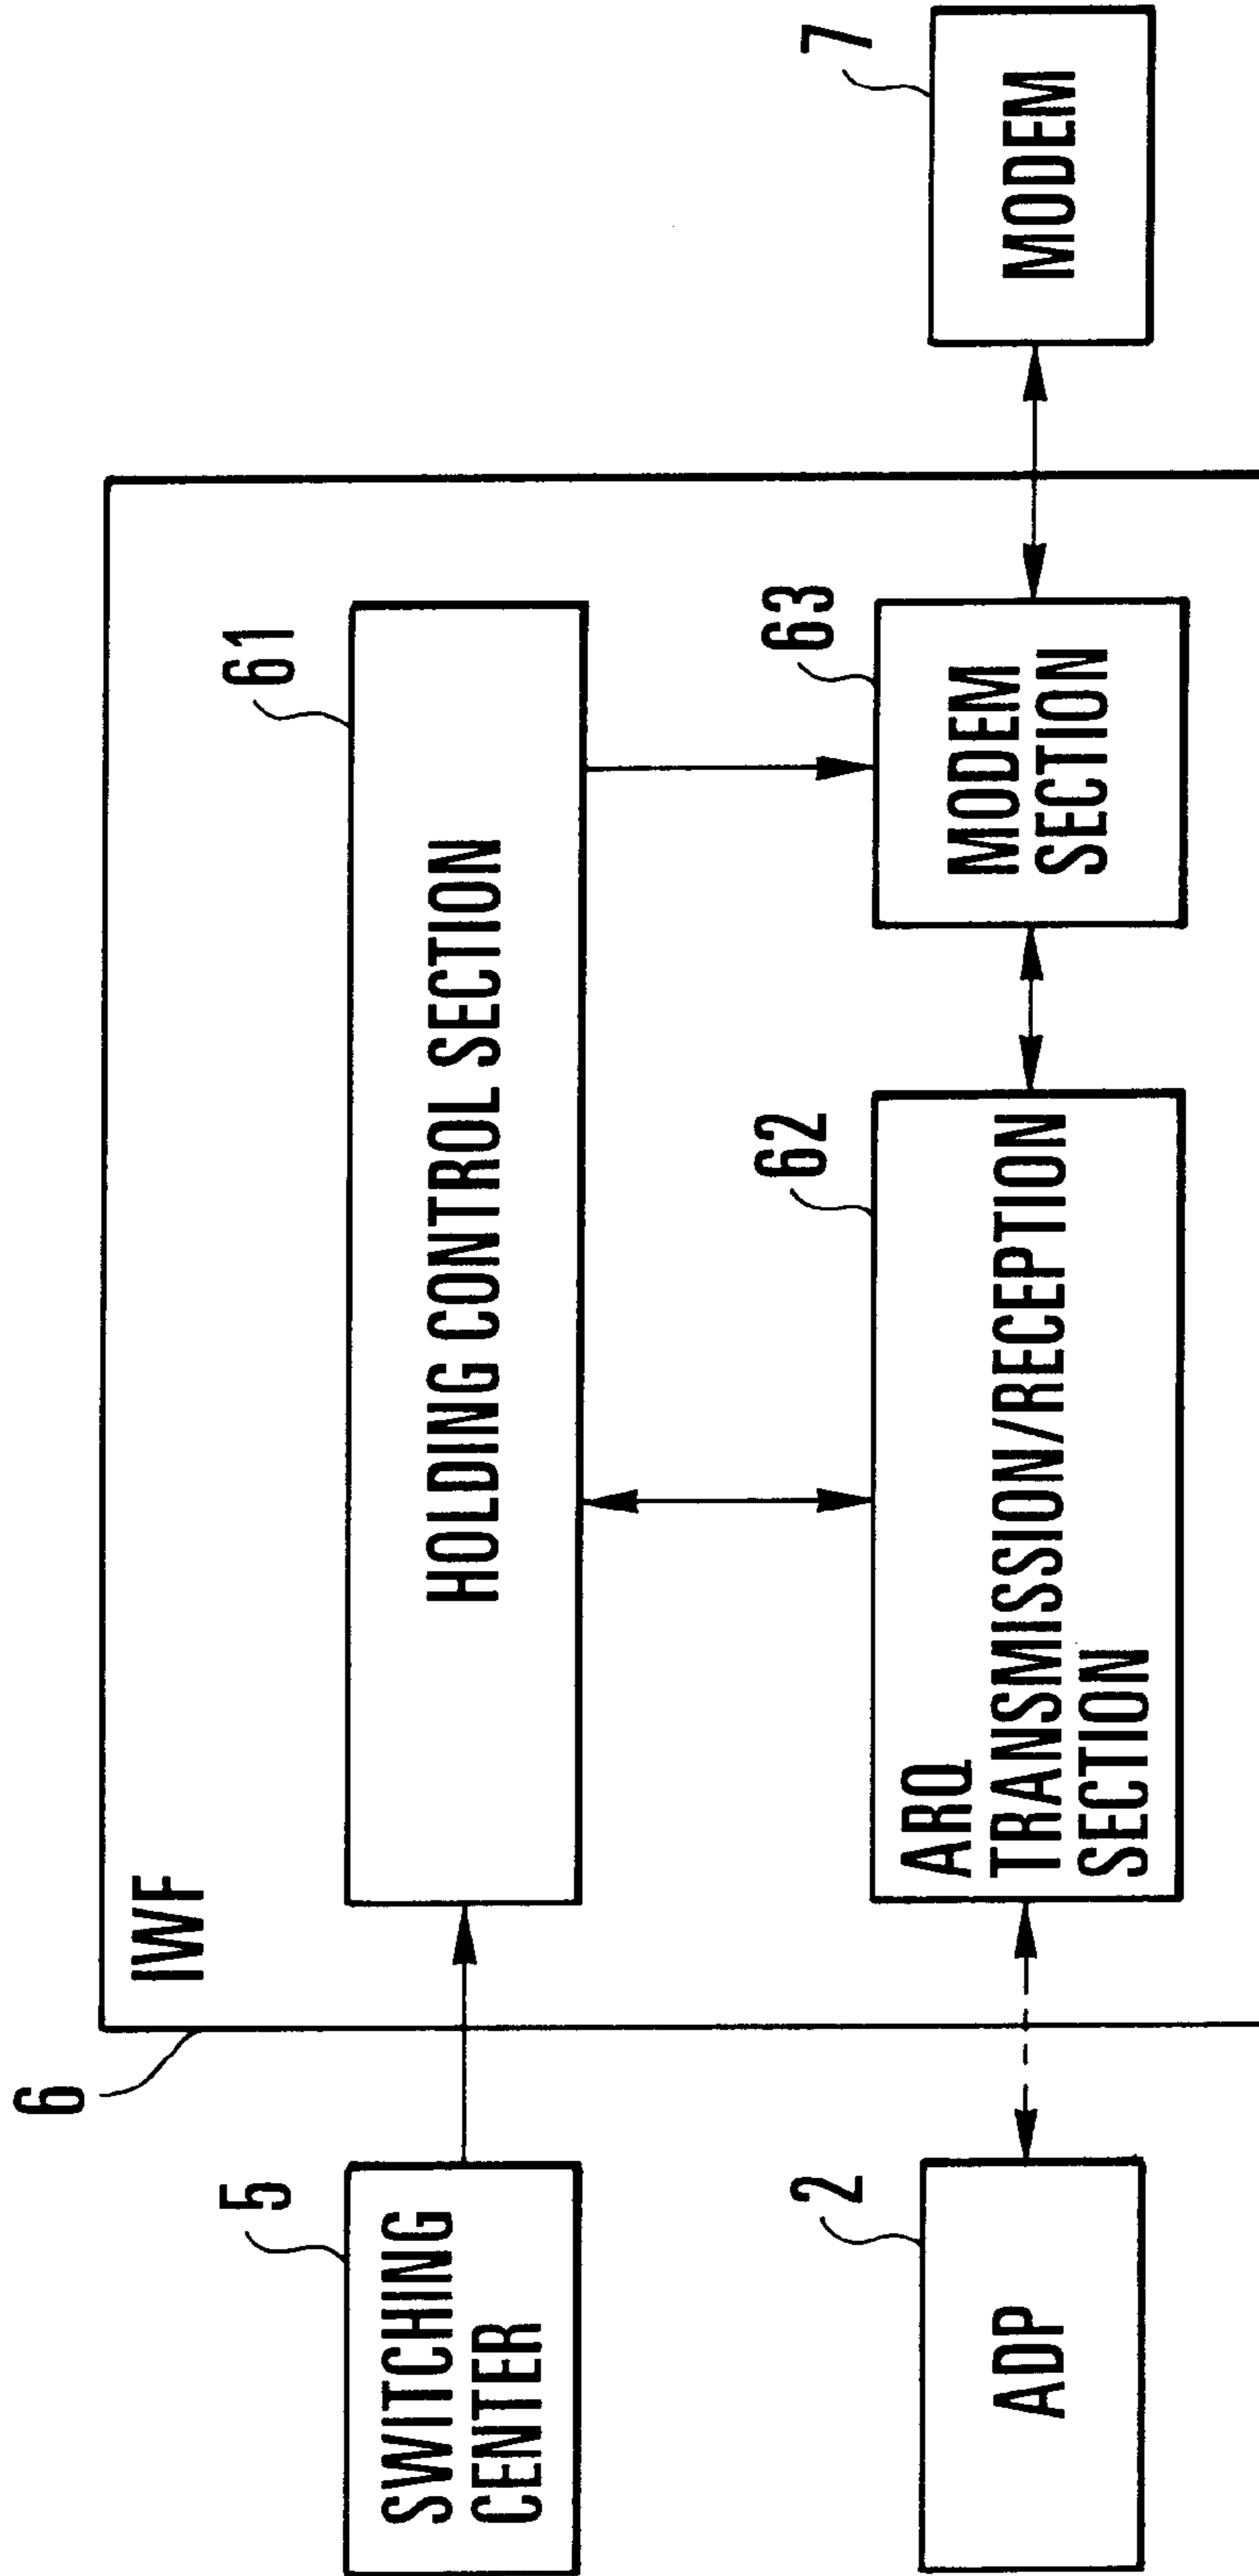 6
IWF
5
SWITCHING
CENTER
61
HOLDING CONTROL SECTION
2
ADP
62
ARQ
TRANSMISSION/RECEPTION
SECTION
63
MODEM
SECTION
7
MODEM